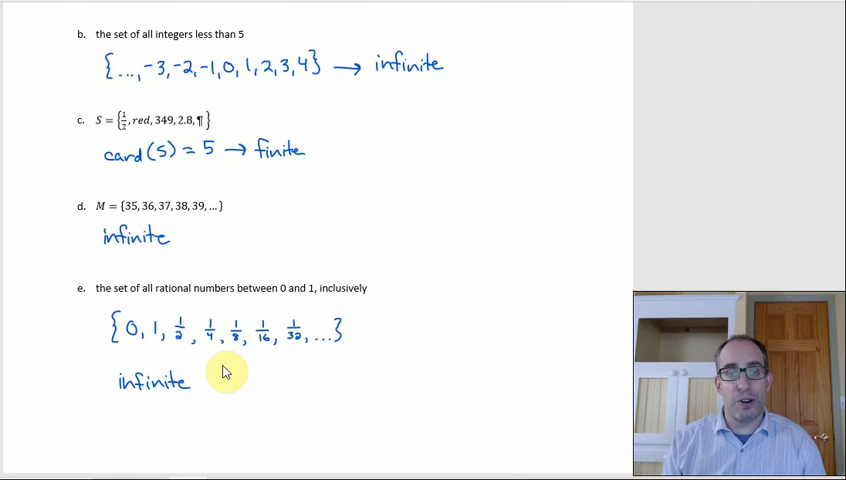 b. the set of all integers less than 5
{..., -3, -2, -1, 0, 1, 2, 3, 4} → infinite
c. S = {1/2, red, 349, 2.8, ¶}
card(S) = 5 → finite
d. M = {35, 36, 37, 38, 39, ...}
infinite
e. the set of all rational numbers between 0 and 1, inclusively
{0, 1, 1/2, 1/4, 1/8, 1/16, 1/32, ...}
infinite